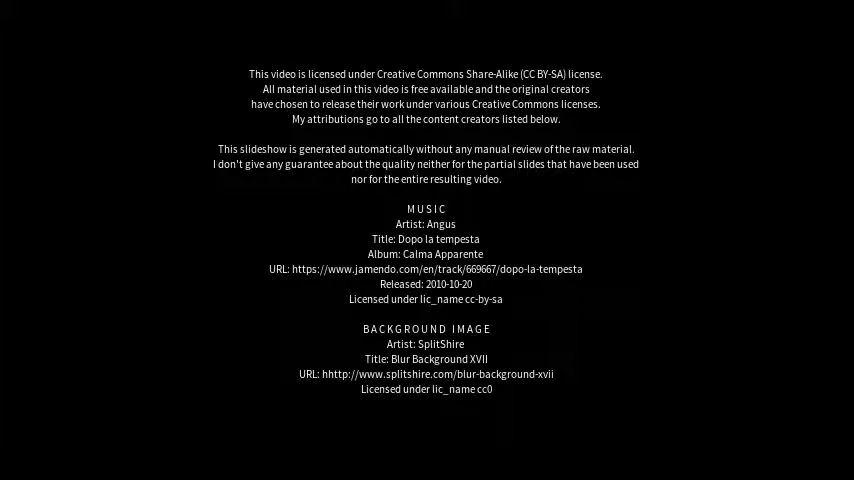 This video is licensed under Creative Commons Share-Alike (CC BY-SA) license.
All material used in this video is free available and the original creators
have chosen to release their work under various Creative Commons licenses.
My attributions go to all the content creators listed below.
This slideshow is generated automatically without any manual review of the raw material.
I don't give any guarantee about the quality neither for the partial slides that have been used
nor for the entire resulting video.
MUSIC
Artist: Angus
Title: Dopo la tempesta
Album: Calma Apparente
URL: https://www.jamendo.com/en/track/669667/dopo-la-tempesta
Released: 2010-10-20
Licensed under lic_name cc-by-sa
BACKGROUND IMAGE
Artist: SplitShire
Title: Blur Background XVII
URL: hhttp://www.splitshire.com/blur-background-xvii
Licensed under lic_name cc0